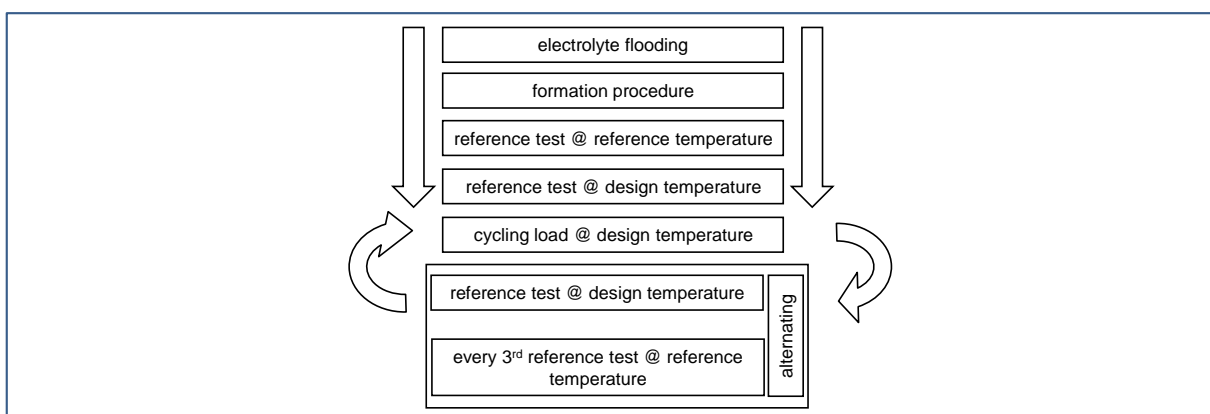 electrolyte flooding
formation procedure
reference test @ reference temperature
reference test @ design temperature
cycling load @ design temperature
reference test @ design temperature
every 3rd reference test @ reference
temperature
alternating